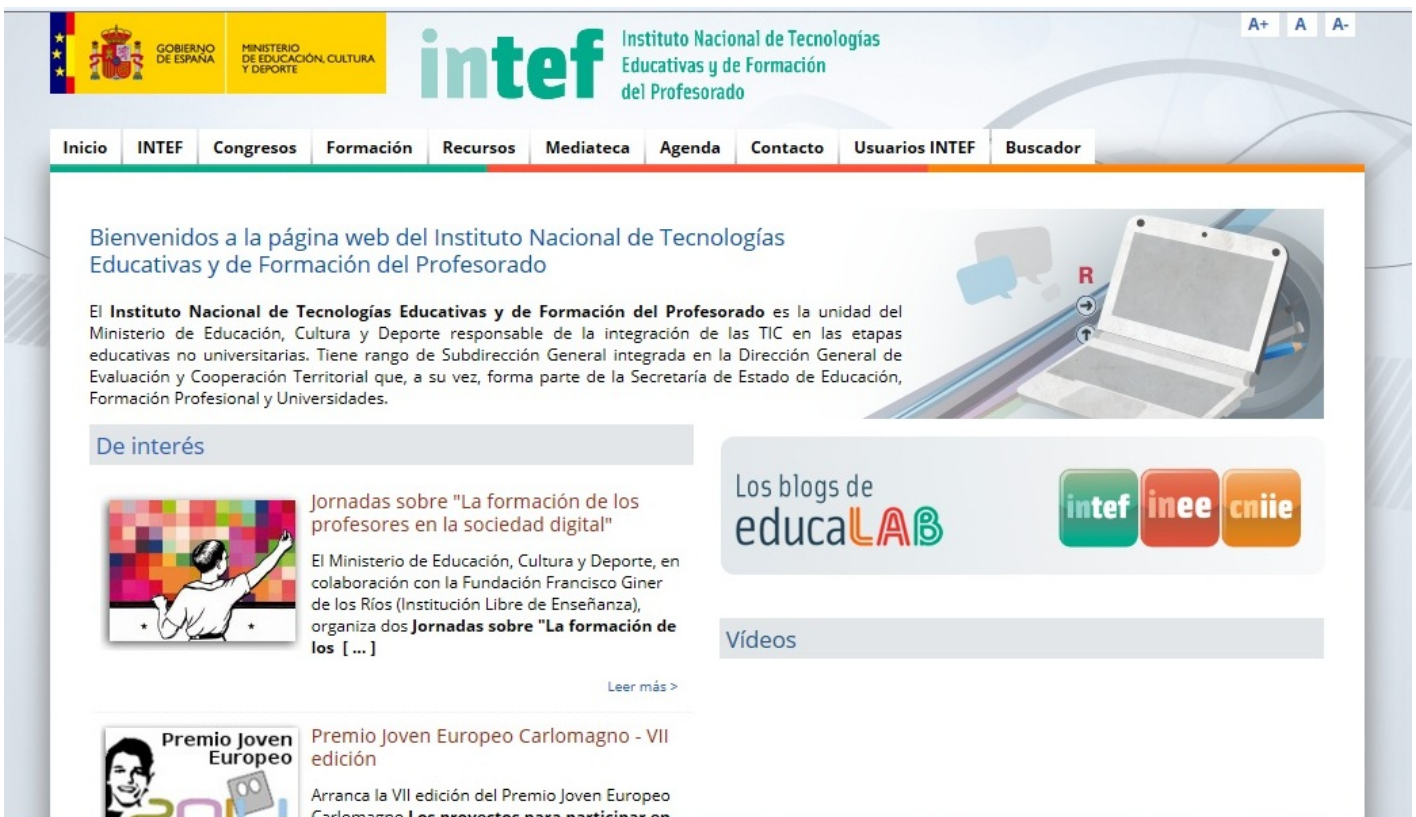 GOBIERNO
DE ESPAÑA
MINISTERIO
DE EDUCACIÓN, CULTURA
Y DEPORTE
intef
Instituto Nacional de Tecnologías
Educativas y de Formación
del Profesorado
A+ A A-
Inicio INTEF Congresos Formación Recursos Mediateca Agenda Contacto Usuarios INTEF Buscador
Bienvenidos a la página web del Instituto Nacional de Tecnologías
Educativas y de Formación del Profesorado
El Instituto Nacional de Tecnologías Educativas y de Formación del Profesorado es la unidad del
Ministerio de Educación, Cultura y Deporte responsable de la integración de las TIC en las etapas
educativas no universitarias. Tiene rango de Subdirección General integrada en la Dirección General de
Evaluación y Cooperación Territorial que, a su vez, forma parte de la Secretaría de Estado de Educación,
Formación Profesional y Universidades.
R
De interés
Jornadas sobre "La formación de los
profesores en la sociedad digital"
El Ministerio de Educación, Cultura y Deporte, en
colaboración con la Fundación Francisco Giner
de los Ríos (Institución Libre de Enseñanza),
organiza dos Jornadas sobre "La formación de
los [ ... ]
Leer más >
Premio Joven
Europeo
2014
Premio Joven Europeo Carlomagno - VII
edición
Arranca la VII edición del Premio Joven Europeo
Carlomagno Los proyectos para participar en
Los blogs de
educaLAB
intef inee cniie
Vídeos